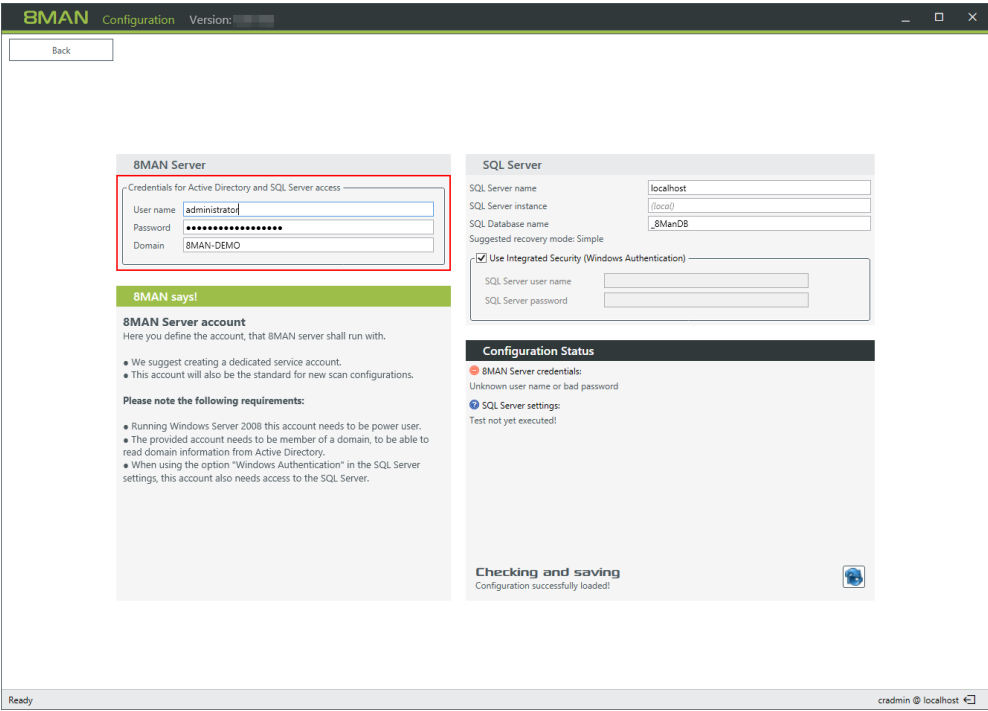 8MAN Configuration Version:
Back
8MAN Server
Credentials for Active Directory and SQL Server access
User name administrator
Password ●●●●●●●●●●●●●●●●●●
Domain 8MAN-DEMO
8MAN says!
8MAN Server account
Here you define the account, that 8MAN server shall run with.
● We suggest creating a dedicated service account.
● This account will also be the standard for new scan configurations.
Please note the following requirements:
● Running Windows Server 2008 this account needs to be power user.
● The provided account needs to be member of a domain, to be able to
read domain information from Active Directory.
● When using the option "Windows Authentication" in the SQL Server
settings, this account also needs access to the SQL Server.
SQL Server
SQL Server name localhost
SQL Server instance (local)
SQL Database name _8ManDB
Suggested recovery mode: Simple
Use Integrated Security (Windows Authentication)
SQL Server user name
SQL Server password
Configuration Status
8MAN Server credentials:
Unknown user name or bad password
SQL Server settings:
Test not yet executed!
Checking and saving
Configuration successfully loaded!
Ready
cradmin @ localhost